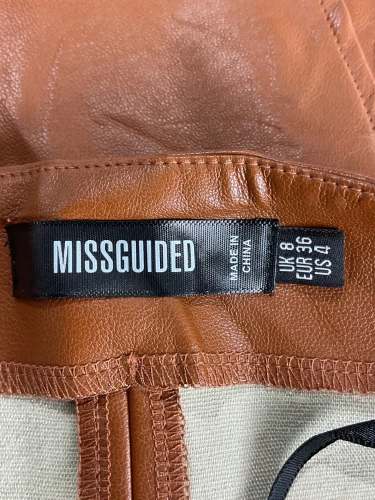 MISSGUIDED
MADE IN
CHINA
UK 8
EUR 36
US 4